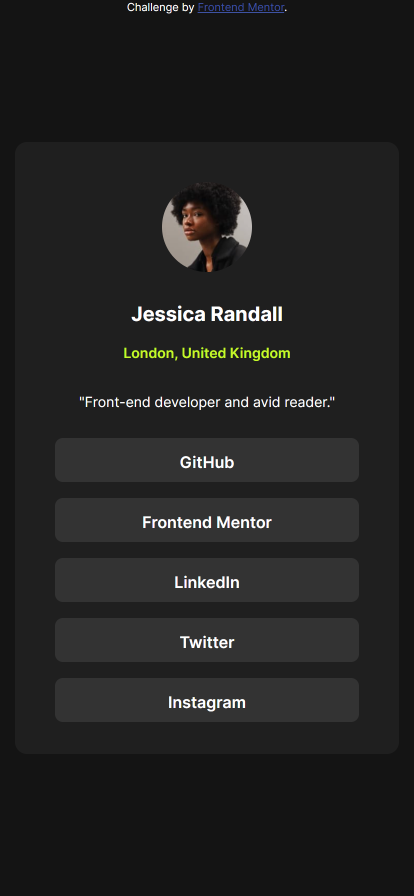 Challenge by Frontend Mentor.
Jessica Randall
London, United Kingdom
"Front-end developer and avid reader."
GitHub
Frontend Mentor
LinkedIn
Twitter
Instagram